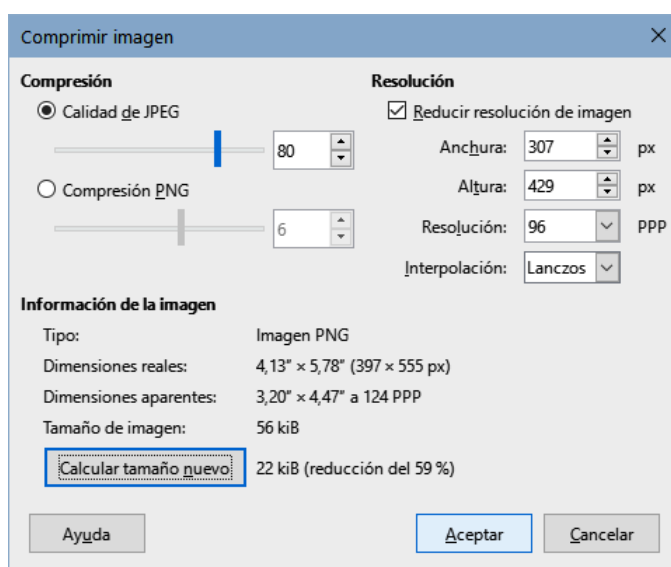 Comprimir imagen
Compresión
Calidad de JPEG
80
Compresión PNG
6
Resolución
Reducir resolución de imagen
Anchura: 307 px
Altura: 429 px
Resolución: 96 PPP
Interpolación: Lanczos
Información de la imagen
Tipo: Imagen PNG
Dimensiones reales: 4,13″ × 5,78″ (397 × 555 px)
Dimensiones aparentes: 3,20″ × 4,47″ a 124 PPP
Tamaño de imagen: 56 kiB
Calcular tamaño nuevo 22 kiB (reducción del 59 %)
Ayuda Aceptar Cancelar